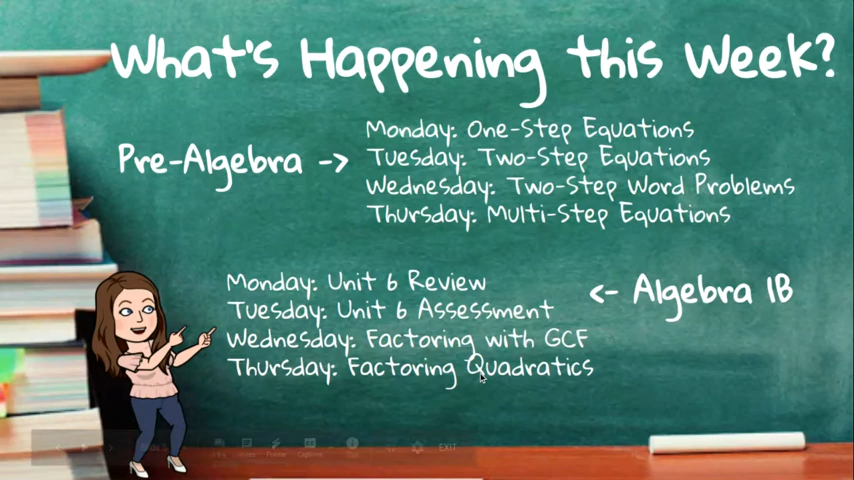 What's Happening this Week?
Pre-Algebra ->
Monday: One-Step Equations
Tuesday: Two-Step Equations
Wednesday: Two-Step Word Problems
Thursday: Multi-Step Equations
<- Algebra 1B
Monday: Unit 6 Review
Tuesday: Unit 6 Assessment
Wednesday: Factoring with GCF
Thursday: Factoring Quadratics
EXIT